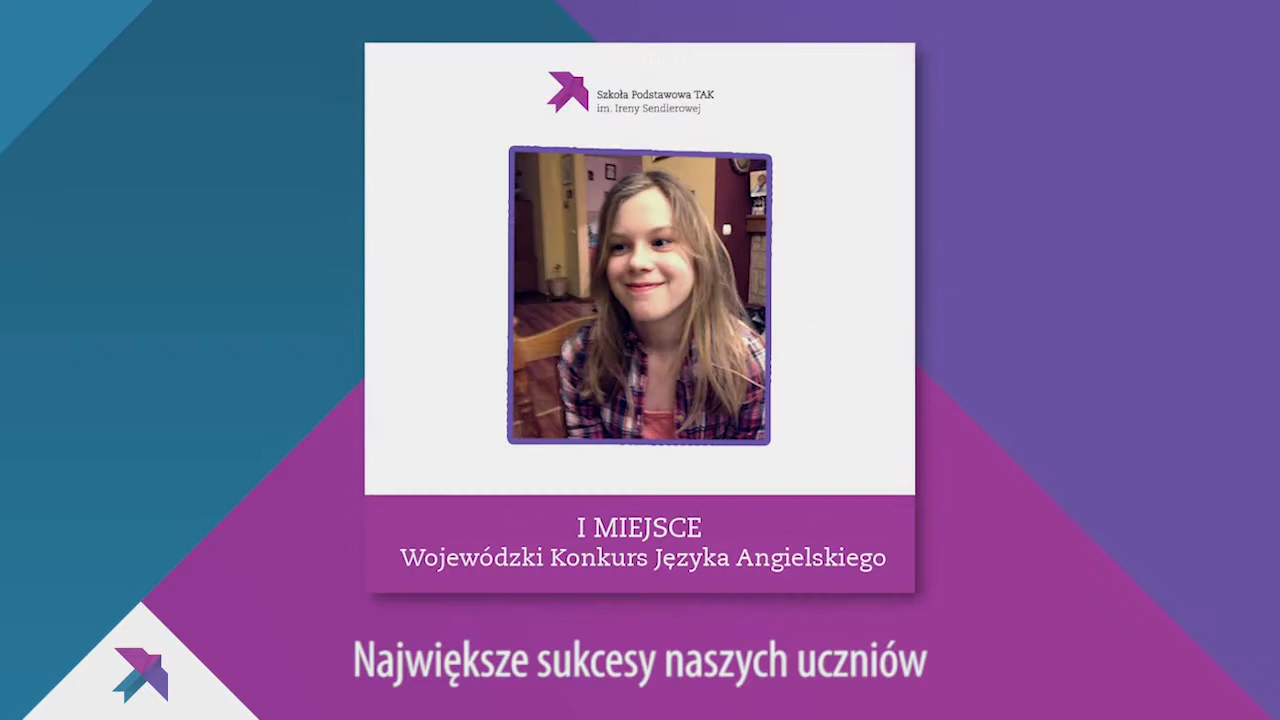 Szkoła Podstawowa TAK
im. Ireny Sendlerowej
I MIEJSCE
Wojewódzki Konkurs Języka Angielskiego
Największe sukcesy naszych uczniów